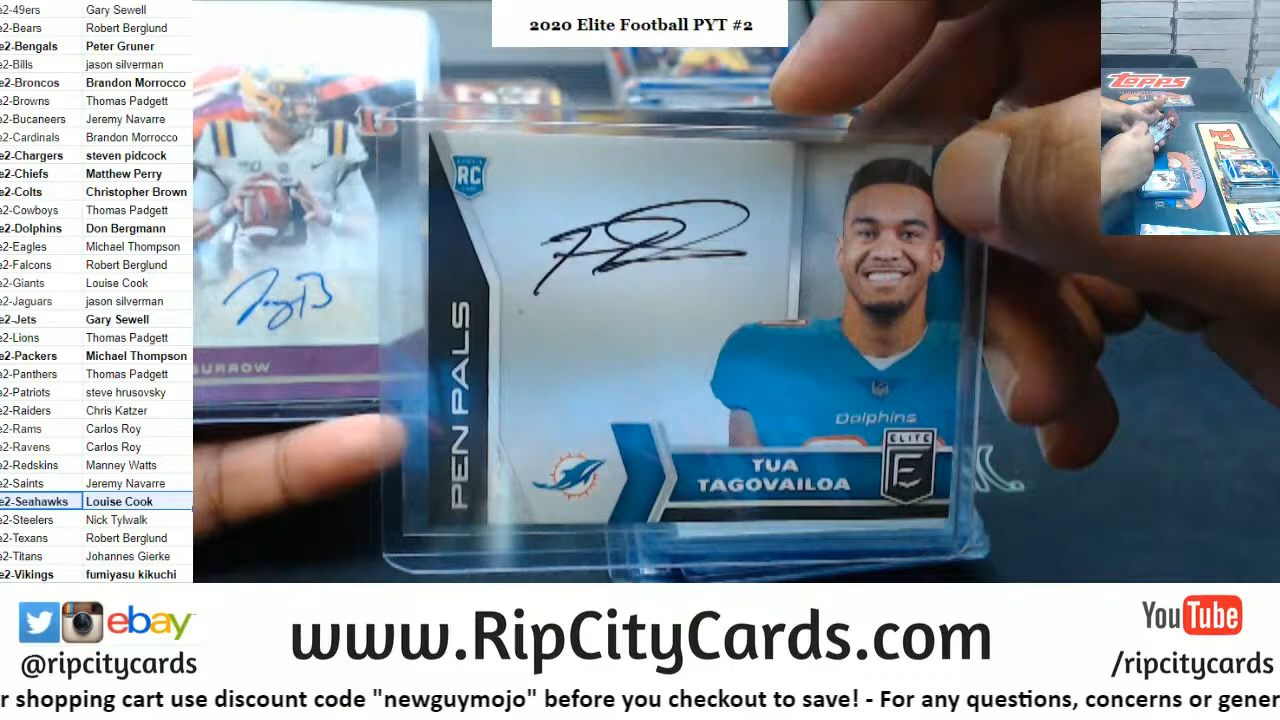 2020 Elite Football PYT #2
e2-49ers Gary Sewell
e2-Bears Robert Berglund
e2-Bengals Peter Gruner
e2-Bills jason silverman
e2-Broncos Brandon Morrocco
e2-Browns Thomas Padgett
e2-Bucaneers Jeremy Navarre
e2-Cardinals Brandon Morrocco
e2-Chargers steven pidcock
e2-Chiefs Matthew Perry
e2-Colts Christopher Brown
e2-Cowboys Thomas Padgett
e2-Dolphins Don Bergmann
e2-Eagles Michael Thompson
e2-Falcons Robert Berglund
e2-Giants Louise Cook
e2-Jaguars jason silverman
e2-Jets Gary Sewell
e2-Lions Thomas Padgett
e2-Packers Michael Thompson
e2-Panthers Thomas Padgett
e2-Patriots steve hrusovsky
e2-Raiders Chris Katzer
e2-Rams Carlos Roy
e2-Ravens Carlos Roy
e2-Redskins Manney Watts
e2-Saints Jeremy Navarre
e2-Seahawks Louise Cook
e2-Steelers Nick Tylwalk
e2-Texans Robert Berglund
e2-Titans Johannes Gierke
e2-Vikings fumiyasu kikuchi
RC
PEN PALS
Dolphins
ELITE
E
TUA
TAGOVAILOA
BURROW
TOPPS
ebay
@ripcitycards
www.RipCityCards.com
YouTube
/ripcitycards
r shopping cart use discount code "newguymojo" before you checkout to save! - For any questions, concerns or gener